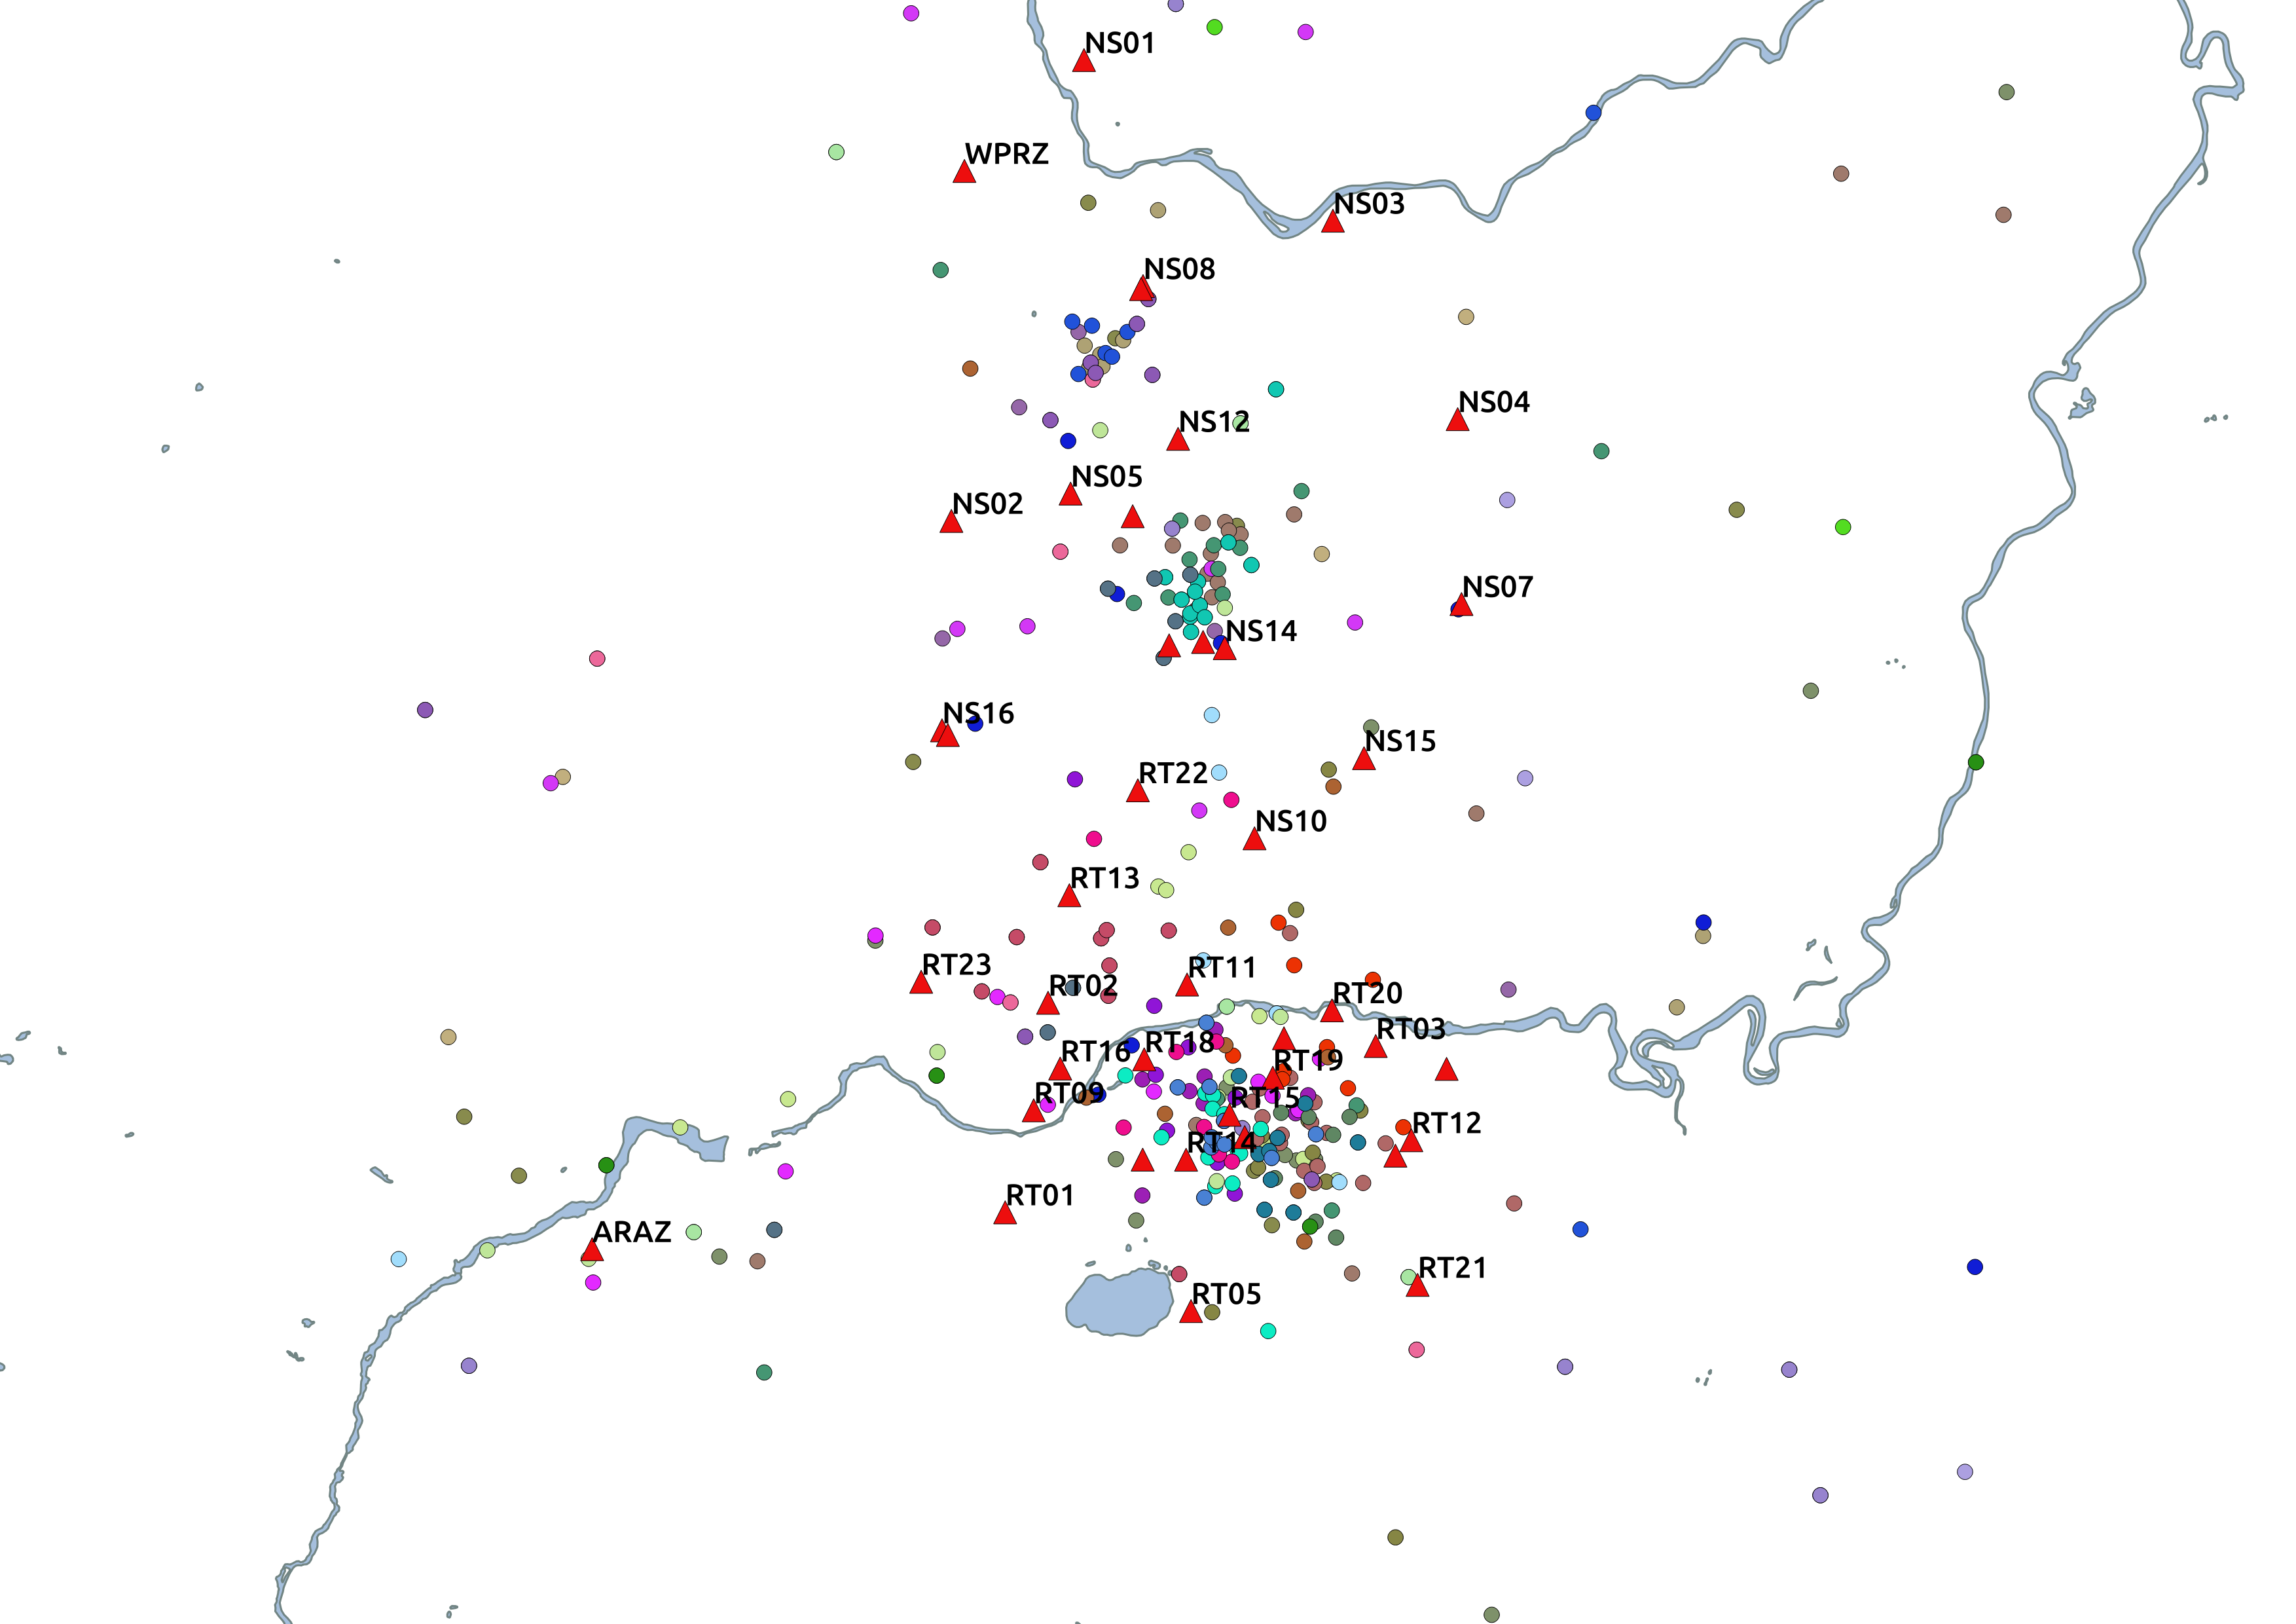 NS01
WPRZ
NS03
NS08
NS04
NS12
NS05
NS02
NS07
NS14
NS16
NS15
RT22
NS10
RT13
RT23
RT11
RT02
RT20
RT03
RT18
RT16
RT19
RT09
RT15
RT12
RT14
RT01
ARAZ
RT21
RT05